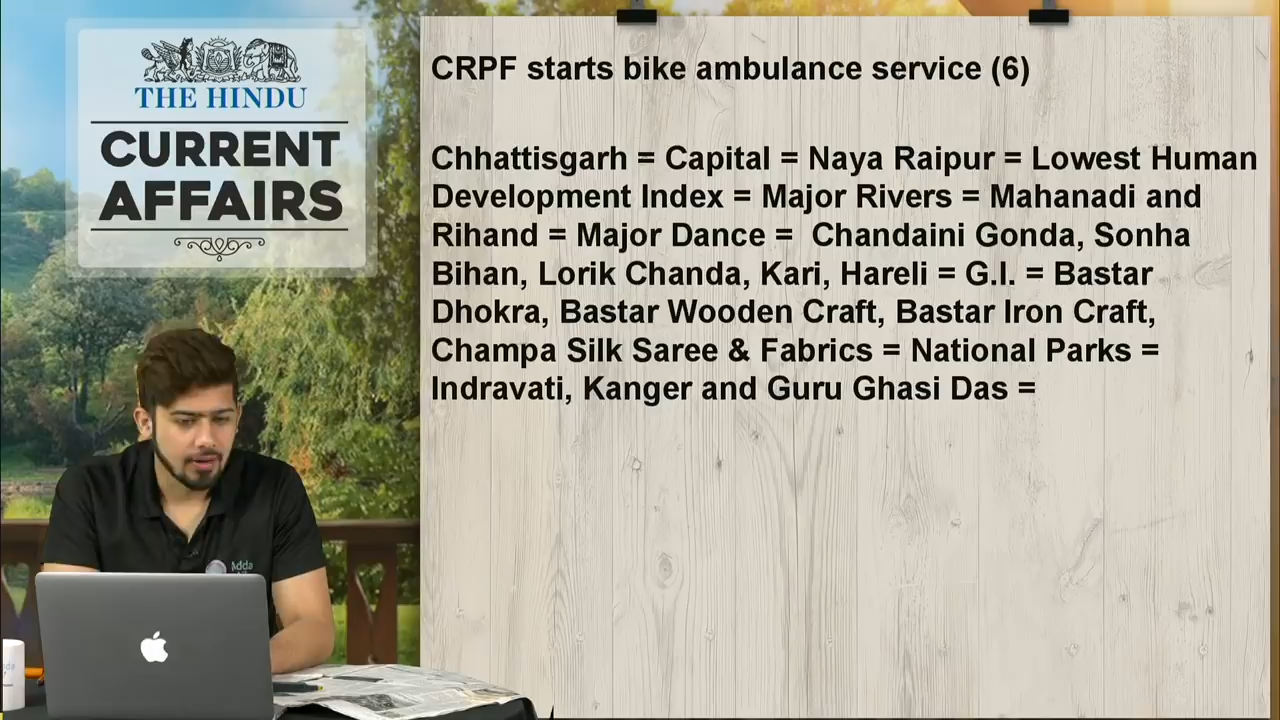 THE HINDU
CURRENT
AFFAIRS
CRPF starts bike ambulance service (6)
Chhattisgarh = Capital = Naya Raipur = Lowest Human
Development Index = Major Rivers = Mahanadi and
Rihand = Major Dance =  Chandaini Gonda, Sonha
Bihan, Lorik Chanda, Kari, Hareli = G.I. = Bastar
Dhokra, Bastar Wooden Craft, Bastar Iron Craft,
Champa Silk Saree & Fabrics = National Parks =
Indravati, Kanger and Guru Ghasi Das =
Adda